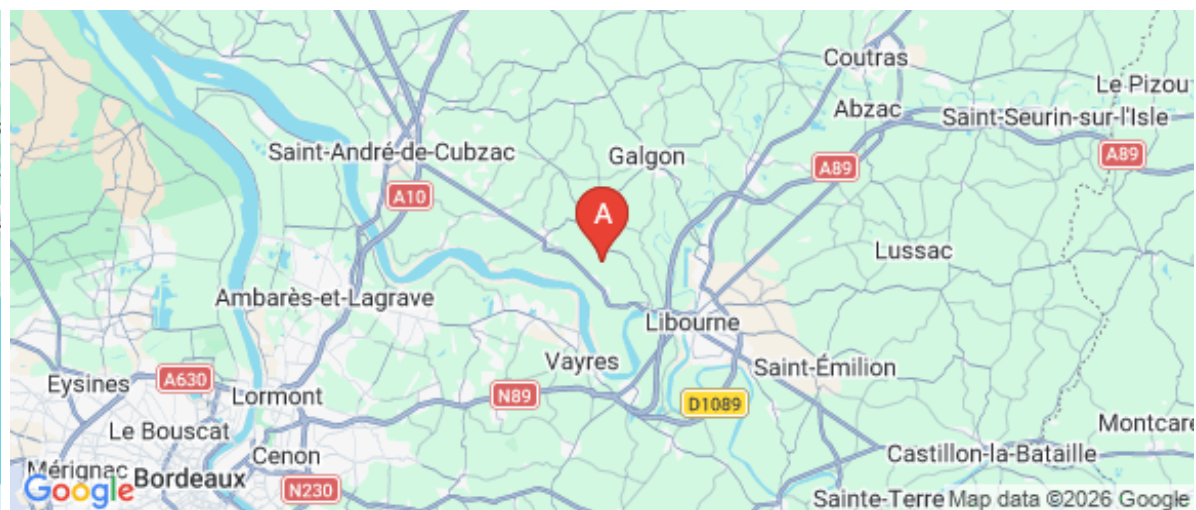 Coutras
Le Pizou
Abzac
Saint-Seurin-sur-l'Isle
Saint-André-de-Cubzac
Galgon
A89
A89
A10
A
Lussac
Ambarès-et-Lagrave
Libourne
Vayres
Saint-Émilion
Eysines
A630
Lormont
N89
D1089
Le Bouscat
Montcare
Cenon
Castillon-la-Bataille
Mérignac
Bordeaux
Google
N230
Sainte-Terre
Map data ©2026 Google